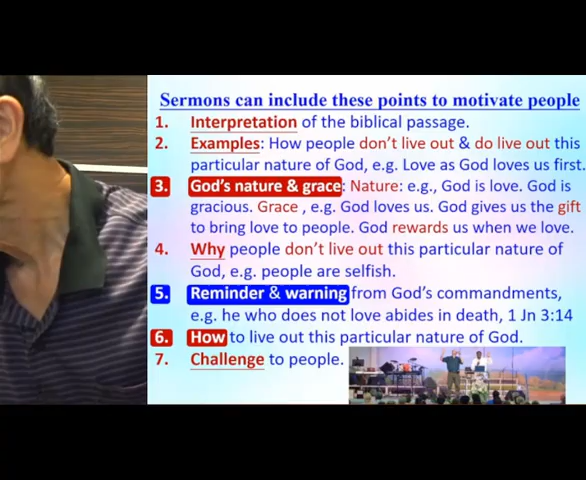 Sermons can include these points to motivate people
1. Interpretation of the biblical passage.
2. Examples: How people don't live out & do live out this
particular nature of God, e.g. Love as God loves us first.
3. God's nature & grace: Nature: e.g., God is love. God is
gracious. Grace , e.g. God loves us. God gives us the gift
to bring love to people. God rewards us when we love.
4. Why people don't live out this particular nature of
God, e.g. people are selfish.
5. Reminder & warning from God's commandments,
e.g. he who does not love abides in death, 1 Jn 3:14
6. How to live out this particular nature of God.
7. Challenge to people.